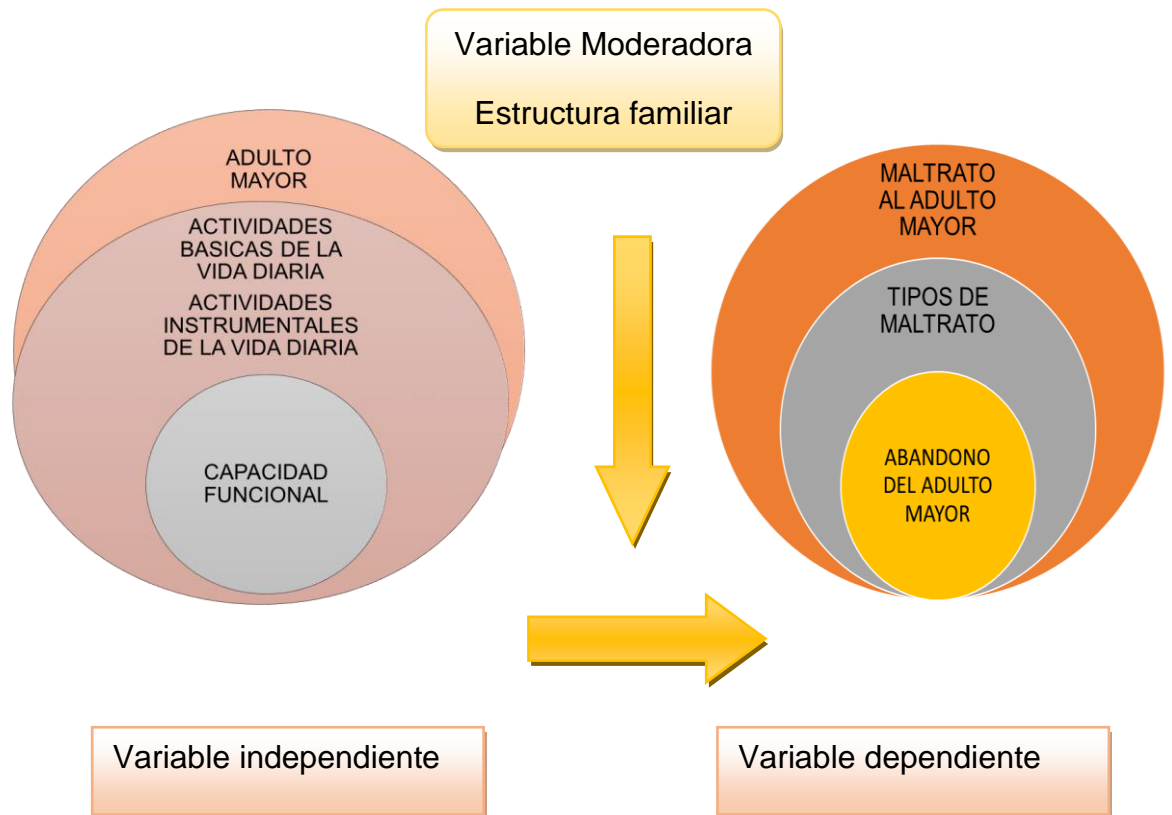 Variable Moderadora
Estructura familiar
ADULTO
MAYOR
ACTIVIDADES
BASICAS DE LA
VIDA DIARIA
ACTIVIDADES
INSTRUMENTALES
DE LA VIDA DIARIA
CAPACIDAD
FUNCIONAL
MALTRATO
AL ADULTO
MAYOR
TIPOS DE
MALTRATO
ABANDONO
DEL ADULTO
MAYOR
Variable independiente
Variable dependiente